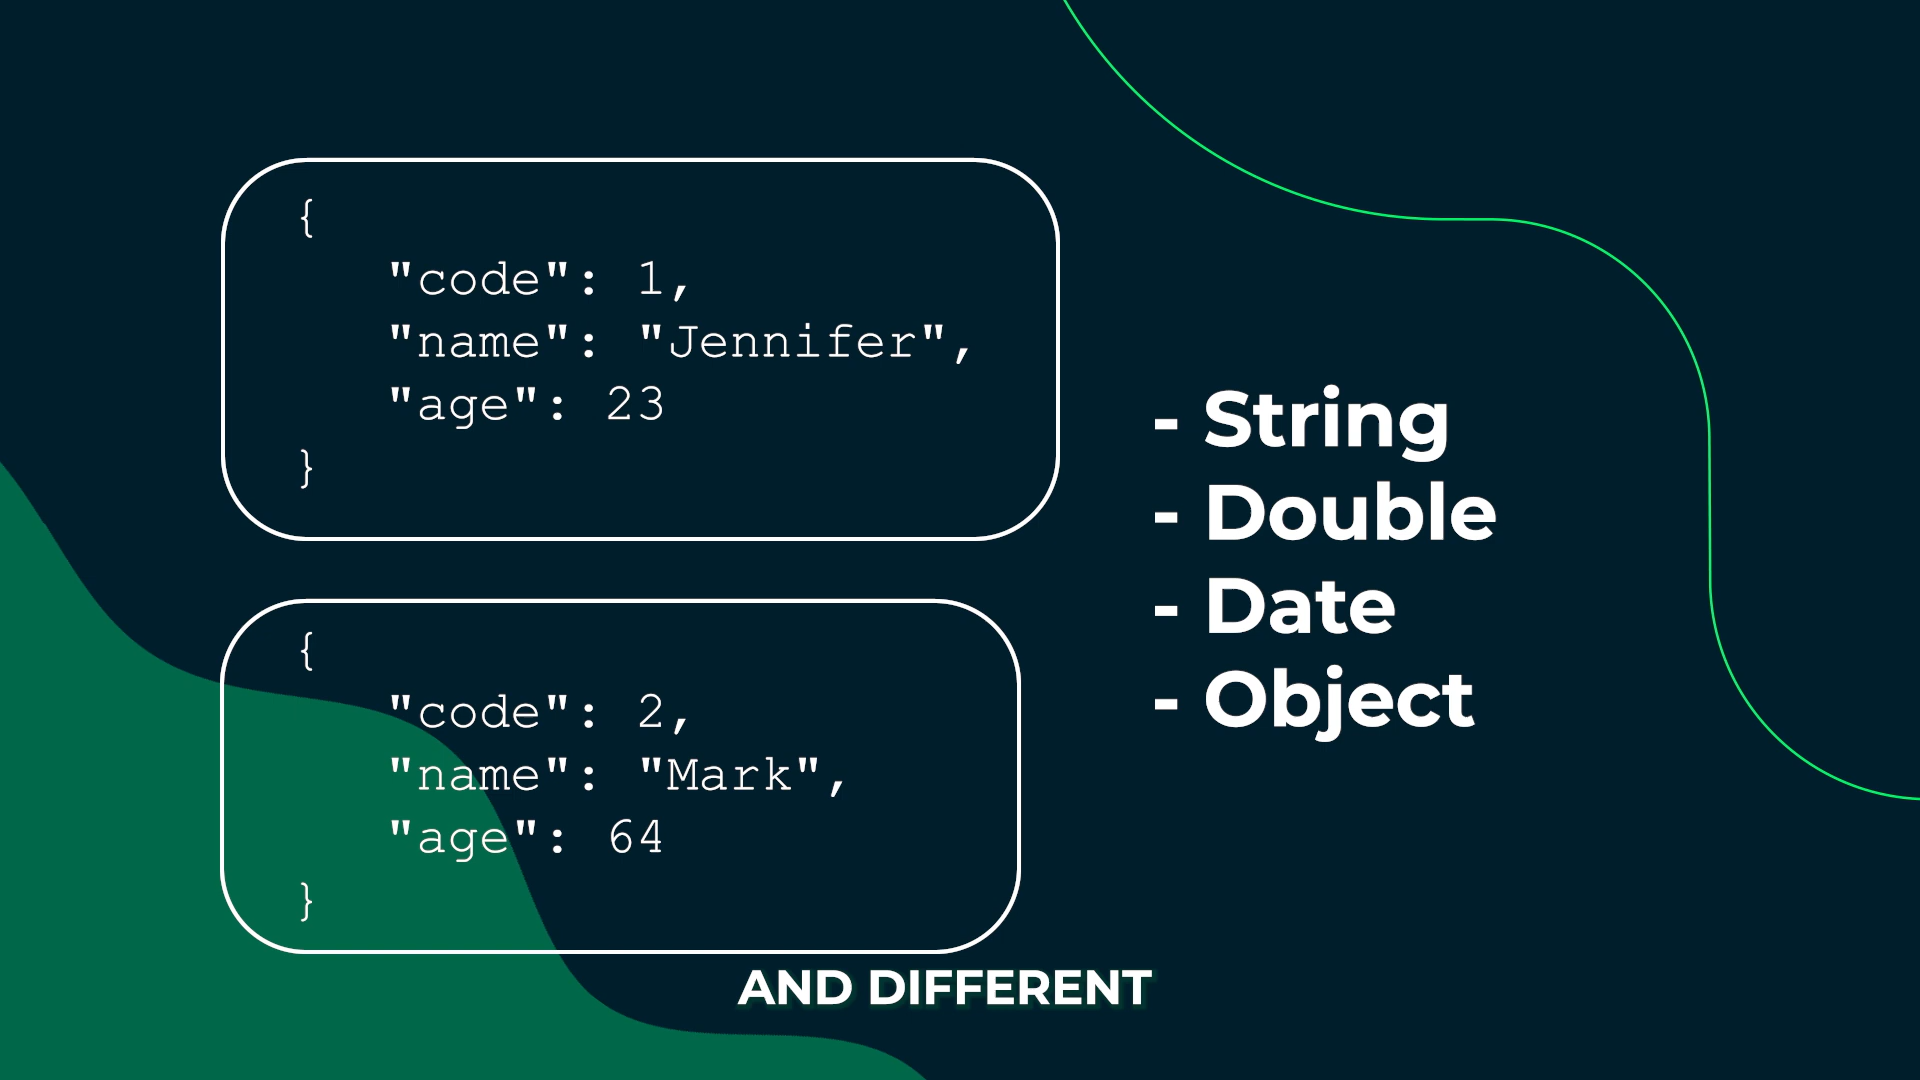 {
"code": 1,
"name": "Jennifer",
"age": 23
}
{
"code": 2,
"name": "Mark",
"age": 64
}
- String
- Double
- Date
- Object
AND DIFFERENT